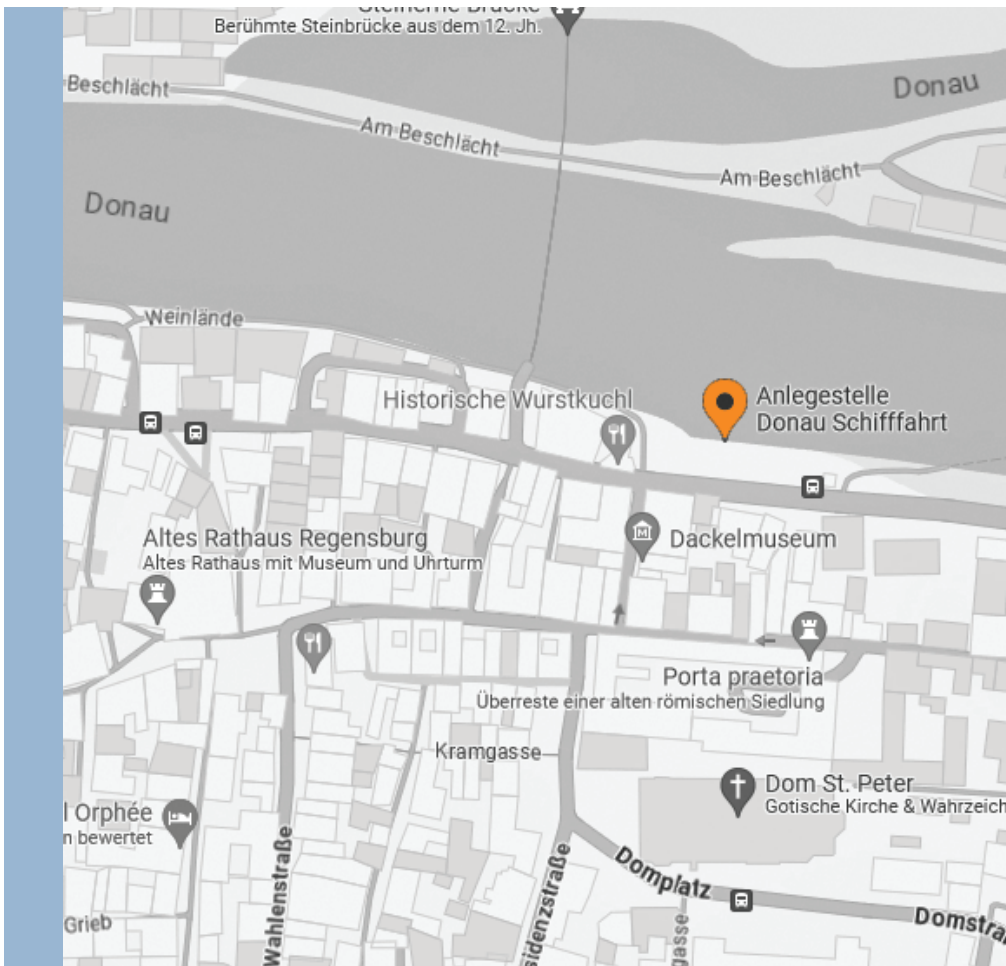 Steinerne Brücke
Berühmte Steinbrücke aus dem 12. Jh.
Donau
Beschlächt
Am Beschlächt
Am Beschlächt
Donau
Weinlände
Historische Wurstkuchl
Anlegestelle
Donau Schifffahrt
Altes Rathaus Regensburg
Altes Rathaus mit Museum und Uhrturm
Dackelmuseum
Porta praetoria
Überreste einer alten römischen Siedlung
Kramgasse
Dom St. Peter
Gotische Kirche & Wahrzeich
l Orphée
n bewertet
Domplatz
Wahlenstraße
sidenzstraße
gasse
Domstra
Grieb